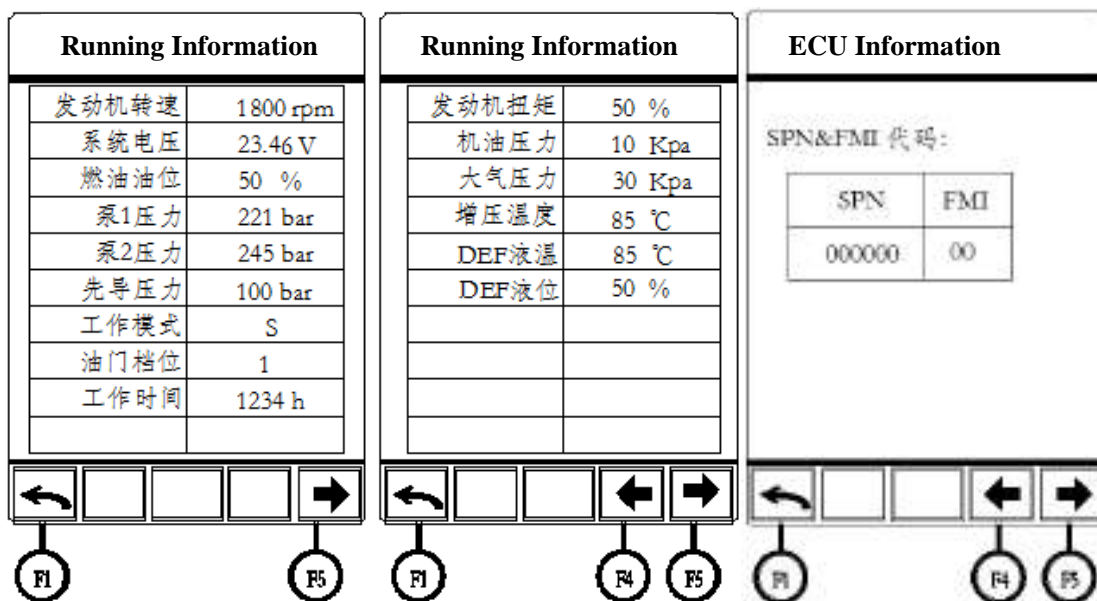 Running Information
发动机转速 1800 rpm
系统电压 23.46 V
燃油油位 50 %
泵1压力 221 bar
泵2压力 245 bar
先导压力 100 bar
工作模式 S
油门档位 1
工作时间 1234 h
F1 F5
Running Information
发动机扭矩 50 %
机油压力 10 Kpa
大气压力 30 Kpa
增压温度 85 ℃
DEF液温 85 ℃
DEF液位 50 %
F1 F4 F5
ECU Information
SPN&FMI 代码:
SPN FMI
000000 00
F1 F4 F5